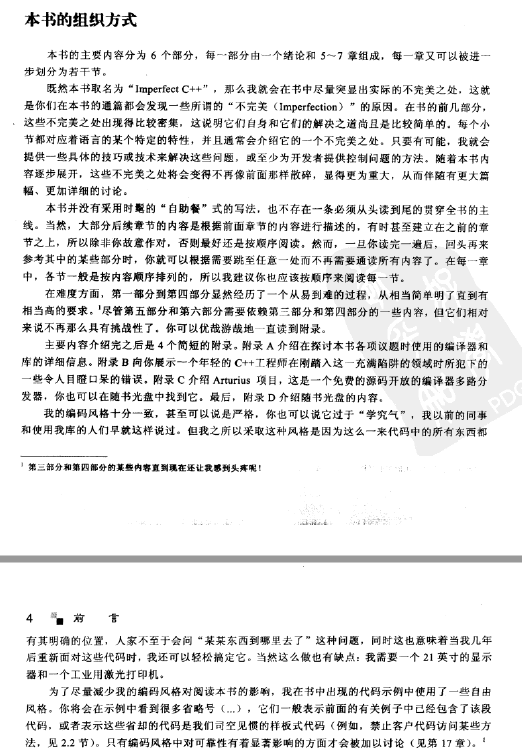 本书的组织方式
本书的主要内容分为 6 个部分，每一部分由一个绪论和 5～7 章组成，每一章又可以被进一
步划分为若干节。
既然本书取名为“Imperfect C++”，那么我就会在书中尽量突显出实际的不完美之处，这就
是你们在本书的通篇都会发现一些所谓的“不完美（Imperfection）”的原因。在书的前几部分，
这些不完美之处出现得比较密集，这说明它们自身和它们的解决之道尚且是比较简单的。每个小
节都对应着语言的某个特定的特性，并且通常会介绍它的一个不完美之处。只要有可能，我就会
提供一些具体的技巧或技术来解决这些问题，或至少为开发者提供控制问题的方法。随着本书内
容逐步展开，这些不完美之处将会变得不再像前面那样散碎，显得更为重大，从而伴随有更大篇
幅、更加详细的讨论。
本书并没有采用时髦的“自助餐”式的写法，也不存在一条必须从头读到尾的贯穿全书的主
线。当然，大部分后续章节的内容是根据前面章节的内容进行描述的，有时甚至建立在之前的章
节之上，所以除非你故意作对，否则最好还是按顺序阅读。然而，一旦你读完一遍后，回头再来
参考其中的某些部分时，你就可以根据需要跳至任意一处而不再需要通读所有内容了。在每一章
中，各节一般是按内容顺序排列的，所以我建议你也应该按顺序来阅读每一节。
在难度方面，第一部分到第四部分显然经历了一个从易到难的过程，从相当简单明了直到有
相当高的要求。¹尽管第五部分和第六部分需要依赖第三部分和第四部分的一些内容，但它们相对
来说不再那么具有挑战性了。你可以优哉游哉地一直读到附录。
主要内容介绍完之后是 4 个简短的附录。附录 A 介绍在探讨本书各项议题时使用的编译器和
库的详细信息。附录 B 向你展示一个年轻的 C++工程师在刚踏入这一充满陷阱的领域时所犯下的
一些令人目瞪口呆的错误。附录 C 介绍 Arturius 项目，这是一个免费的源码开放的编译器多路分
发器，你也可以在随书光盘中找到它。最后，附录 D 介绍随书光盘的内容。
我的编码风格十分一致，甚至可以说是严格，你也可以说它过于“学究气”，我以前的同事
和使用我库的人们早就这样说过。但我之所以采取这种风格是因为这么一来代码中的所有东西都
¹ 第三部分和第四部分的某些内容直到现在还让我感到头疼呢！
4 前 言
有其明确的位置，人家不至于会问“某某东西到哪里去了”这种问题，同时这也意味着当我几年
后重新面对这些代码时，我还可以轻松搞定它。当然这么做也有缺点：我需要一个 21 英寸的显示
器和一个工业用激光打印机。
为了尽量减少我的编码风格对阅读本书的影响，我在书中出现的代码示例中使用了一些自由
风格。你将会在示例中看到很多省略号（...），它们一般表示前面的有关例子中已经包含了该段
代码，或者表示这些省却的代码是我们司空见惯的样板式代码（例如，禁止客户代码访问某些方
法，见 2.2 节）。只有编码风格中对可靠性有着显著影响的方面才会被加以讨论（见第 17 章）。²
PDG